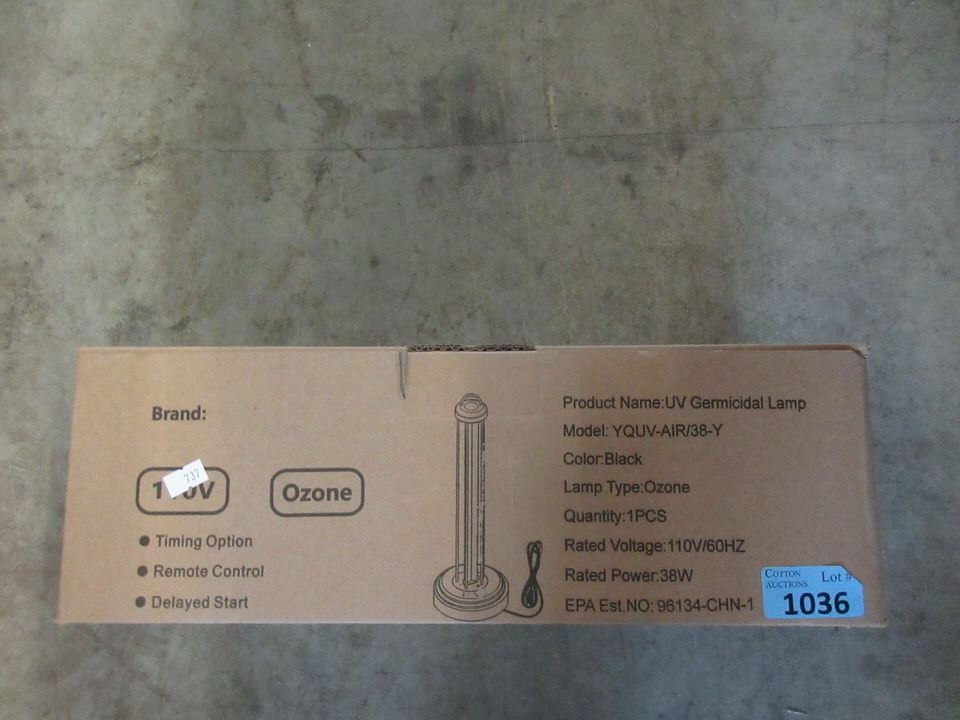 Brand:
737
110V
Ozone
Timing Option
Remote Control
Delayed Start
Product Name:UV Germicidal Lamp
Model: YQUV-AIR/38-Y
Color:Black
Lamp Type:Ozone
Quantity:1PCS
Rated Voltage:110V/60HZ
Rated Power:38W
EPA Est.NO: 96134-CHN-1
COTTON AUCTIONS
Lot #
1036